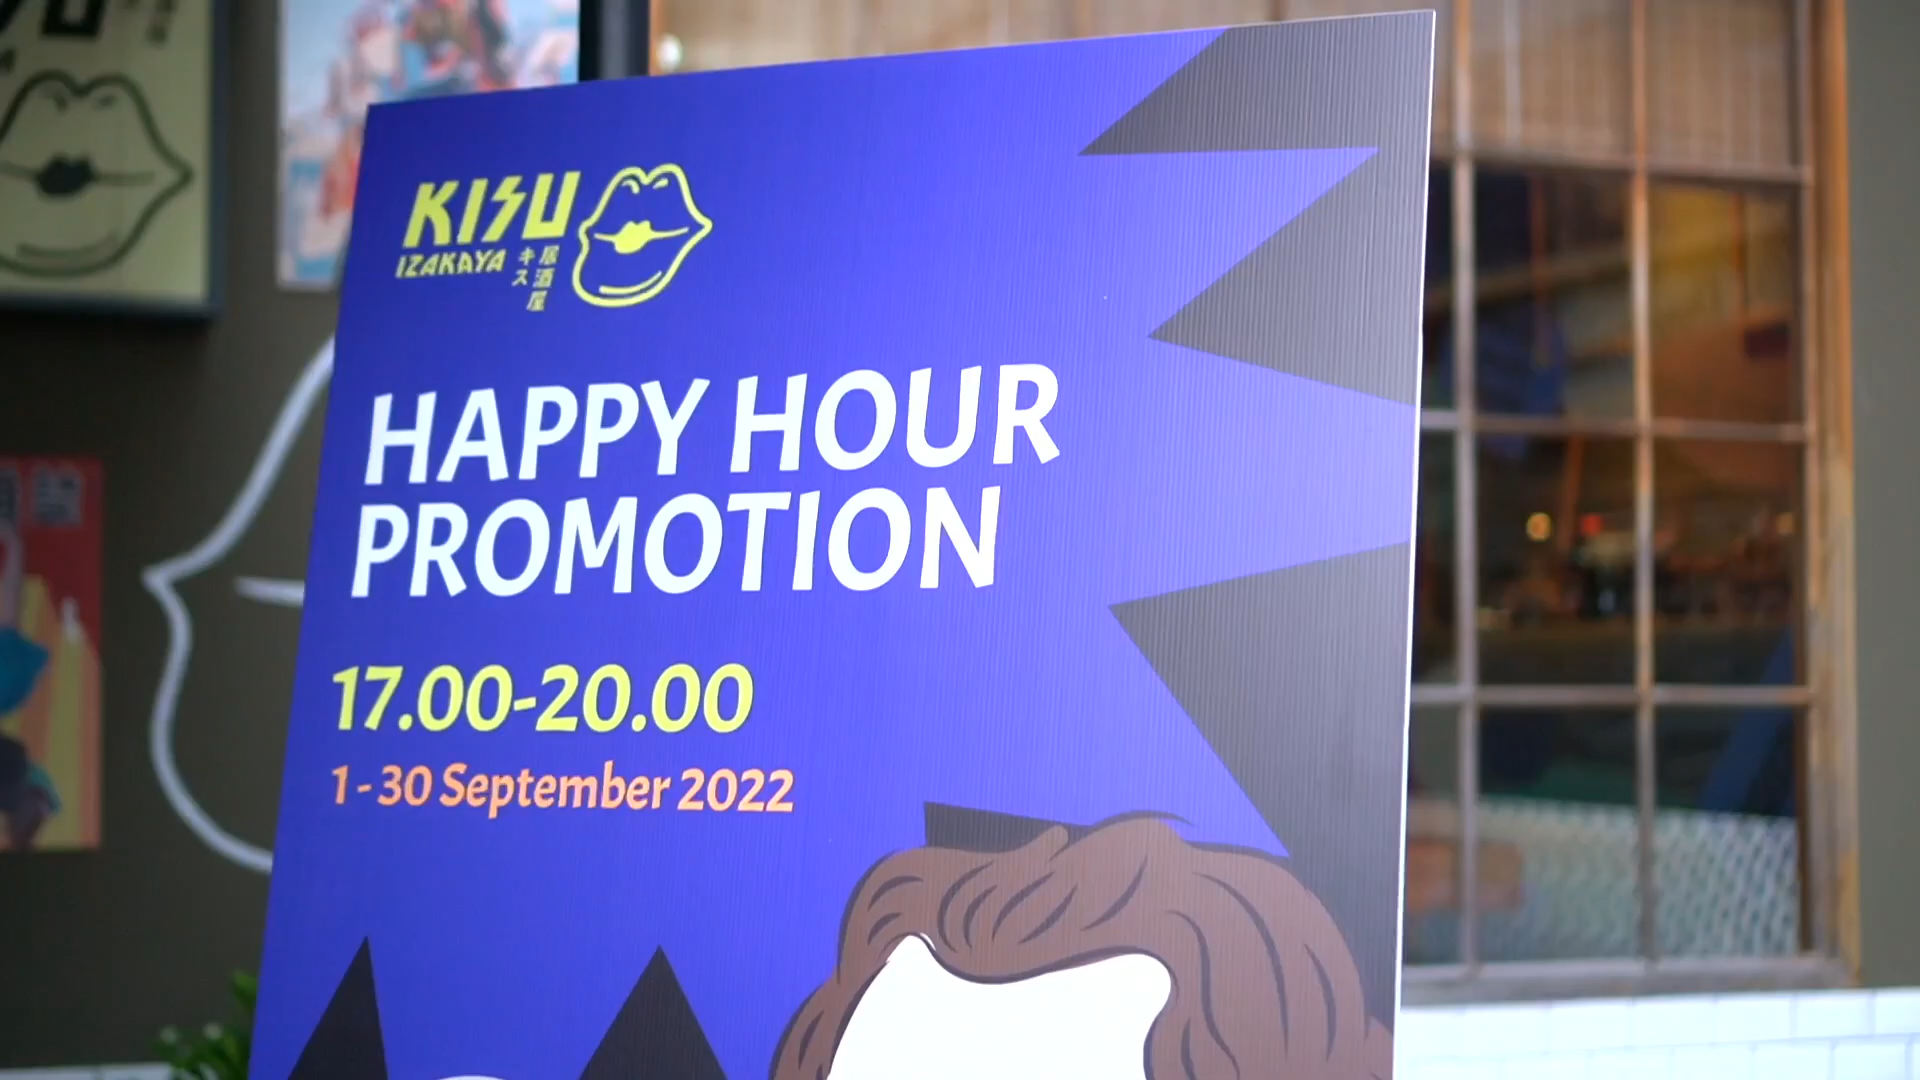 KISU
IZAKAYA
居酒屋
キス
HAPPY HOUR
PROMOTION
17.00-20.00
1 - 30 September 2022